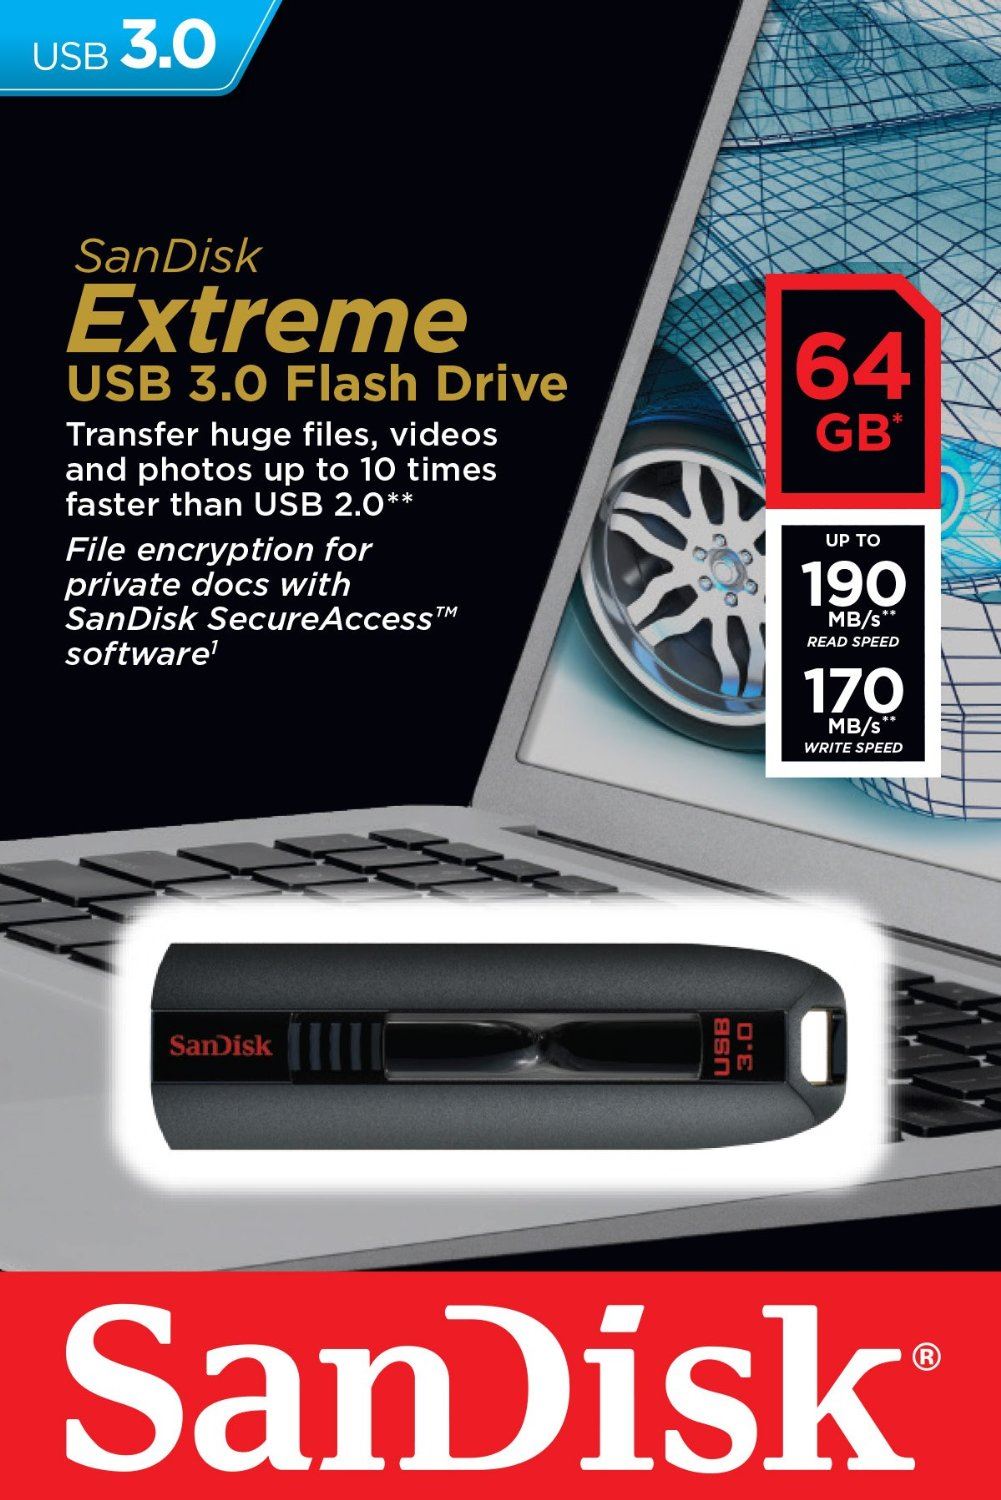 USB 3.0
SanDisk
Extreme
USB 3.0 Flash Drive
Transfer huge files, videos
and photos up to 10 times
faster than USB 2.0**
File encryption for
private docs with
SanDisk SecureAccess™
software¹
64
GB*
UP TO
190
MB/s**
READ SPEED
170
MB/s**
WRITE SPEED
SanDisk
USB
3.0
SanDisk®